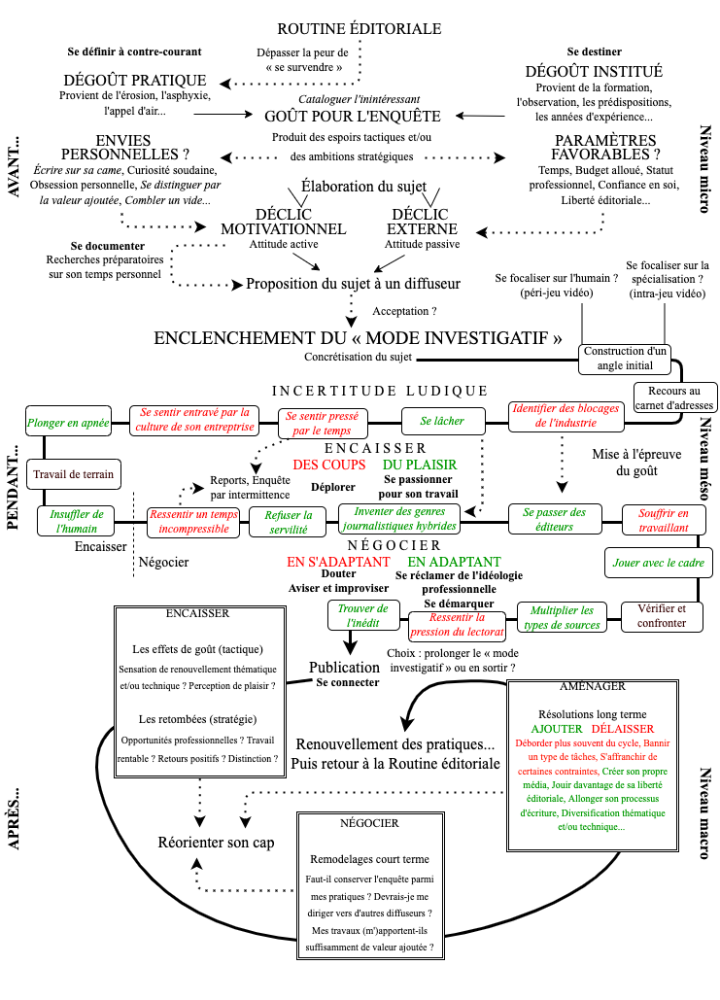 ROUTINE ÉDITORIALE
Se définir à contre-courant
Dépasser la peur de
« se survendre »
Se destiner
DÉGOÛT PRATIQUE
Provient de l'érosion, l'asphyxie,
l'appel d'air...
DÉGOÛT INSTITUÉ
Provient de la formation,
l'observation, les prédispositions,
les années d'expérience...
Cataloguer l'inintéressant
GOÛT POUR L'ENQUÊTE
Produit des espoirs tactiques et/ou
des ambitions stratégiques
AVANT...
Niveau micro
ENVIES
PERSONNELLES ?
Écrire sur sa came, Curiosité soudaine,
Obsession personnelle, Se distinguer par
la valeur ajoutée, Combler un vide...
PARAMÈTRES
FAVORABLES ?
Temps, Budget alloué, Statut
professionnel, Confiance en soi,
Liberté éditoriale...
Élaboration du sujet
DÉCLIC
MOTIVATIONNEL
Attitude active
DÉCLIC
EXTERNE
Attitude passive
Se documenter
Recherches préparatoires
sur son temps personnel
Proposition du sujet à un diffuseur
Acceptation ?
Se focaliser sur l'humain ?
(péri-jeu vidéo)
Se focaliser sur la
spécialisation ?
(intra-jeu vidéo)
ENCLENCHEMENT DU « MODE INVESTIGATIF »
Concrétisation du sujet
Construction d'un
angle initial
Recours au
carnet d'adresses
INCERTITUDE LUDIQUE
Plonger en apnée
Se sentir entravé par la
culture de son entreptrise
Se sentir pressé
par le temps
Se lâcher
Identifier des blocages
de l'industrie
PENDANT...
Niveau méso
ENCAISSER
DES COUPS
DU PLAISIR
Déplorer
Se passionner
pour son travail
Mise à l'épreuve
du goût
Travail de terrain
Reports, Enquête
par intermittence
Insuffler de
l'humain
Ressentir un temps
incompressible
Refuser la
servilité
Inventer des genres
journalistiques hybrides
Se passer des
éditeurs
Souffrir en
travaillant
Encaisser
Négocier
NÉGOCIER
EN S'ADAPTANT
EN ADAPTANT
Douter
Aviser et improviser
Se réclamer de l'idéologie
professionnelle
Se démarquer
Jouer avec le cadre
Trouver de
l'inédit
Ressentir la
pression du lectorat
Multiplier les
types de sources
Vérifier et
confronter
ENCAISSER
Les effets de goût (tactique)
Sensation de renouvellement thématique
et/ou technique ? Perception de plaisir ?
Les retombées (stratégie)
Opportunités professionnelles ? Travail
rentable ? Retours positifs ? Distinction ?
Publication
Se connecter
Choix : prolonger le « mode
investigatif » ou en sortir ?
Renouvellement des pratiques...
Puis retour à la Routine éditoriale
AMÉNAGER
Résolutions long terme
AJOUTER
DÉLAISSER
Déborder plus souvent du cycle, Bannir
un type de tâches, S'affranchir de
certaines contraintes, Créer son propre
média, Jouir davantage de sa liberté
éditoriale, Allonger son processus
d'écriture, Diversification thématique
et/ou technique...
APRÈS...
Niveau macro
Réorienter son cap
NÉGOCIER
Remodelages court terme
Faut-il conserver l'enquête parmi
mes pratiques ? Devrais-je me
diriger vers d'autres diffuseurs ?
Mes travaux (m')apportent-ils
suffisamment de valeur ajoutée ?